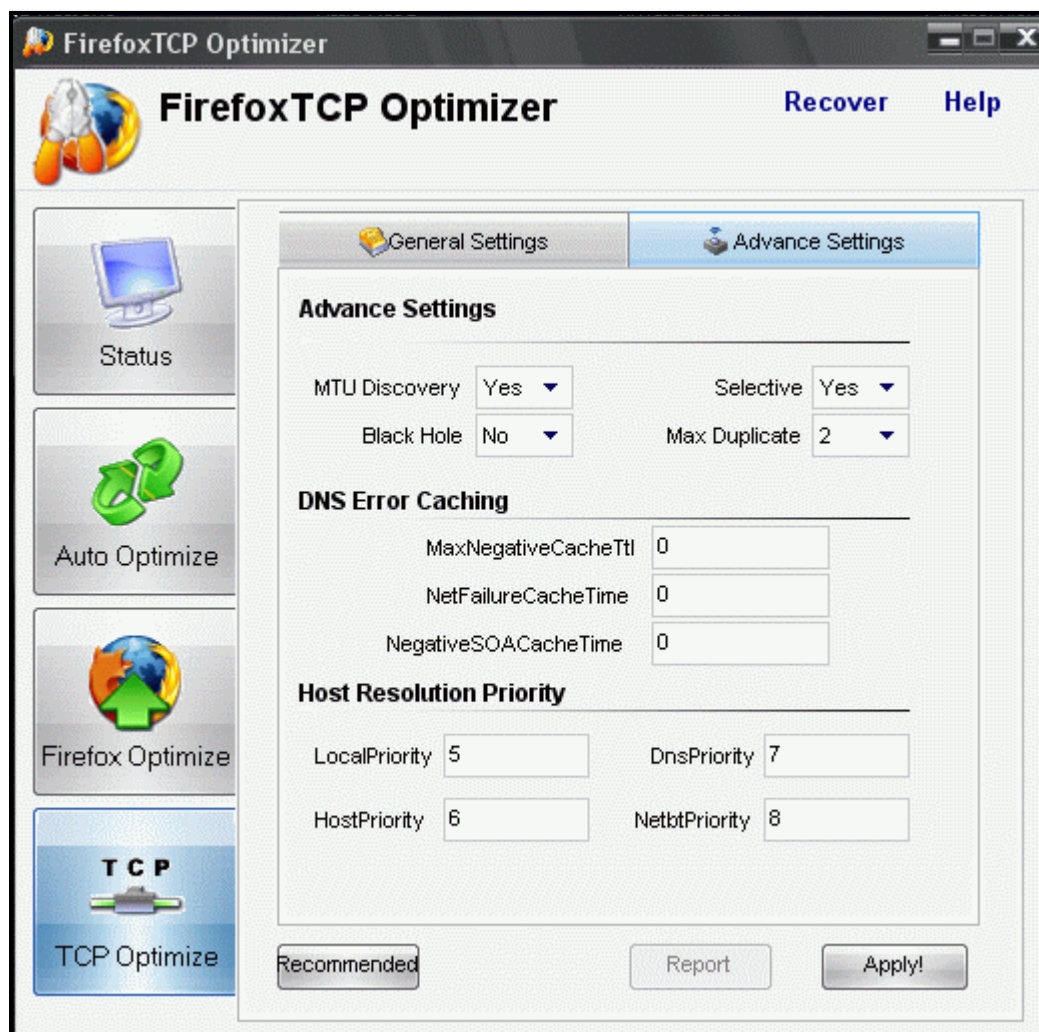 FirefoxTCP Optimizer
FirefoxTCP Optimizer
Recover Help
General Settings
Advance Settings
Status
Auto Optimize
Firefox Optimize
TCP
TCP Optimize
Advance Settings
MTU Discovery Yes Selective Yes
Black Hole No Max Duplicate 2
DNS Error Caching
MaxNegativeCacheTtl 0
NetFailureCacheTime 0
NegativeSOACacheTime 0
Host Resolution Priority
LocalPriority 5 DnsPriority 7
HostPriority 6 NetbtPriority 8
Recommended Report Apply!